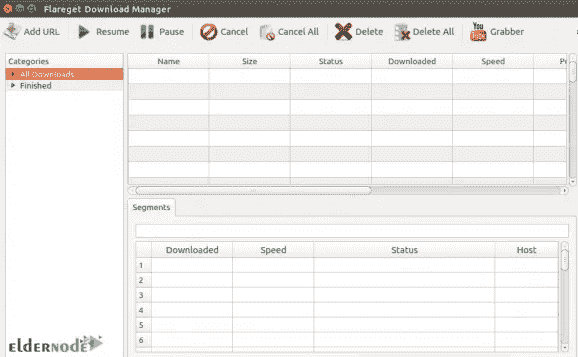 Flareget Download Manager
Add URL Resume Pause Cancel Cancel All Delete Delete All You Tube Grabber
Categories
All Downloads
Finished
Name Size Status Downloaded Speed
Segments
Downloaded Speed Status Host
1
2
3
4
5
6
ELDERNODE